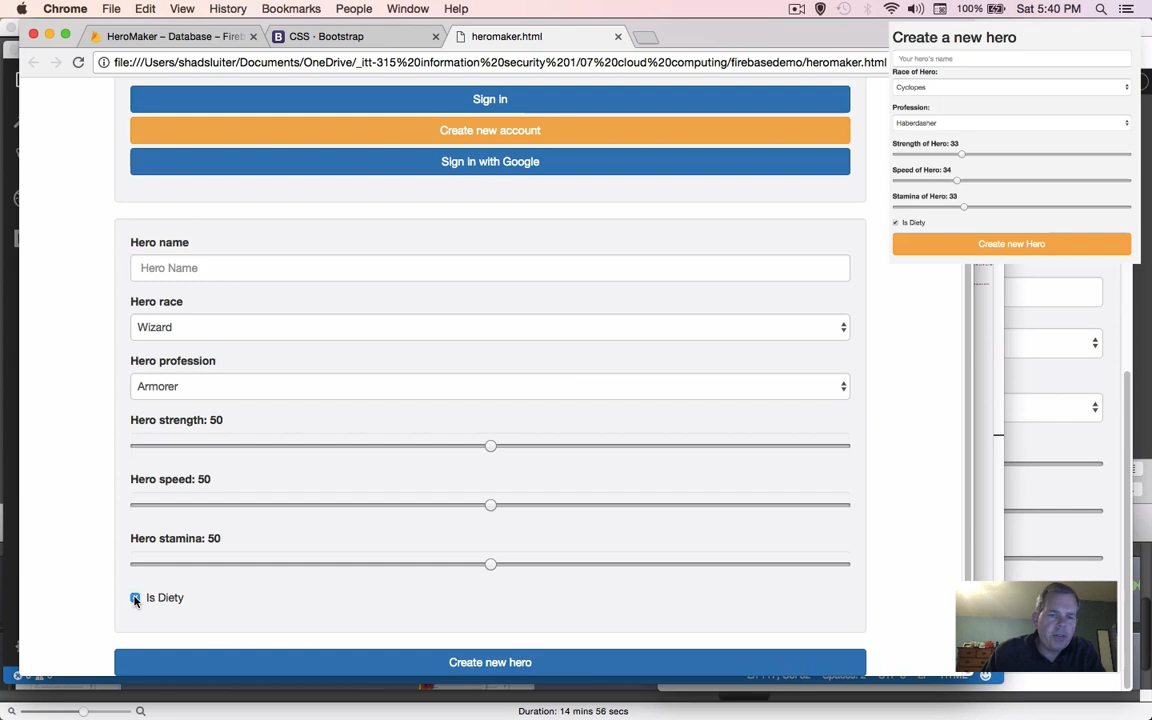 Chrome File Edit View History Bookmarks People Window Help 100% Sat 5:40 PM
HeroMaker – Database – Fireb
CSS · Bootstrap
heromaker.html
file:///Users/shadsluiter/Documents/OneDrive/_itt-315%20information%20security%201/07%20cloud%20computing/firebasedemo/heromaker.html
Sign in
Create new account
Sign in with Google
Hero name
Hero Name
Hero race
Wizard
Hero profession
Armorer
Hero strength: 50
Hero speed: 50
Hero stamina: 50
Is Diety
Create new hero
Create a new hero
Your hero's name
Race of Hero:
Cyclopes
Profession:
Haberdasher
Strength of Hero: 33
Speed of Hero: 34
Stamina of Hero: 33
Is Diety
Create new Hero
Duration: 14 mins 56 secs